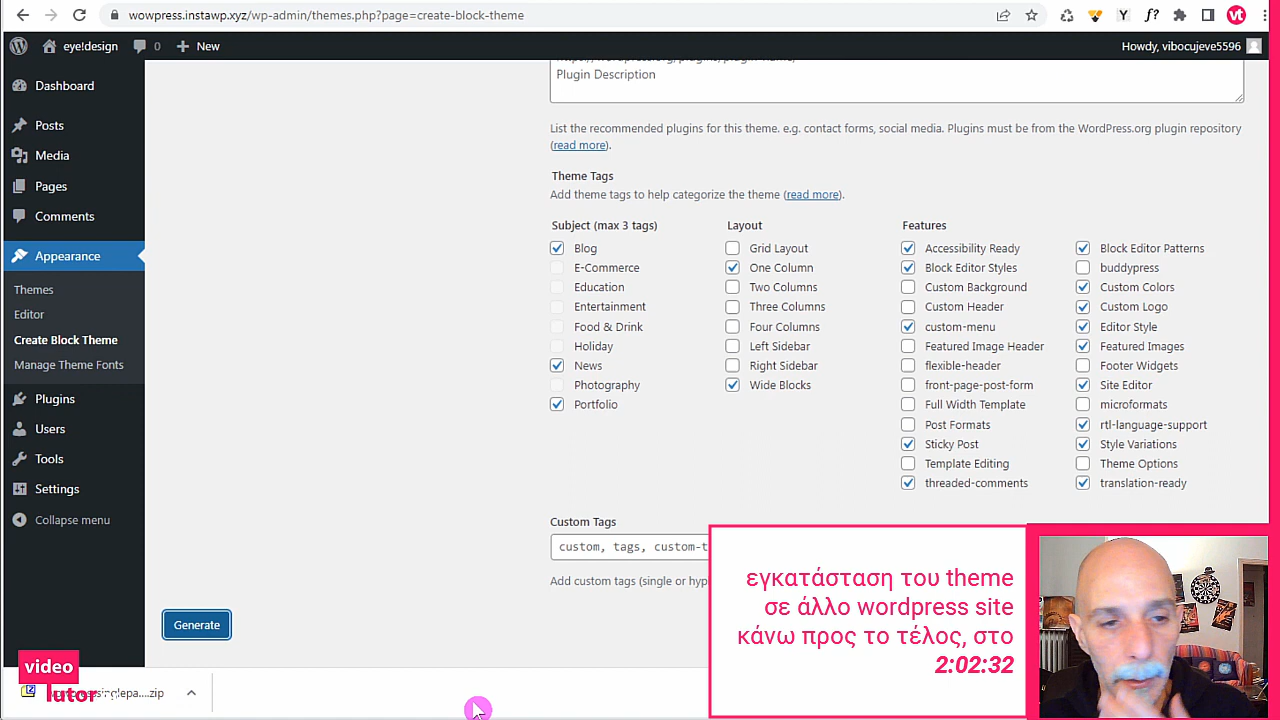 wowpress.instawp.xyz/wp-admin/themes.php?page=create-block-theme
eye!design
0
New
Howdy, vibocujeve5596
Dashboard
Posts
Media
Pages
Comments
Appearance
Themes
Editor
Create Block Theme
Manage Theme Fonts
Plugins
Users
Tools
Settings
Collapse menu
Plugin Description
List the recommended plugins for this theme. e.g. contact forms, social media. Plugins must be from the WordPress.org plugin repository
(read more).
Theme Tags
Add theme tags to help categorize the theme (read more).
Subject (max 3 tags)
Blog
E-Commerce
Education
Entertainment
Food & Drink
Holiday
News
Photography
Portfolio
Layout
Grid Layout
One Column
Two Columns
Three Columns
Four Columns
Left Sidebar
Right Sidebar
Wide Blocks
Features
Accessibility Ready
Block Editor Styles
Custom Background
Custom Header
custom-menu
Featured Image Header
flexible-header
front-page-post-form
Full Width Template
Post Formats
Sticky Post
Template Editing
threaded-comments
Block Editor Patterns
buddypress
Custom Colors
Custom Logo
Editor Style
Featured Images
Footer Widgets
Site Editor
microformats
rtl-language-support
Style Variations
Theme Options
translation-ready
Custom Tags
custom, tags, custom-t
Add custom tags (single or hyp
Generate
εγκατάσταση του theme
σε άλλο wordpress site
κάνω προς το τέλος, στο
2:02:32
video
Tutor
vt